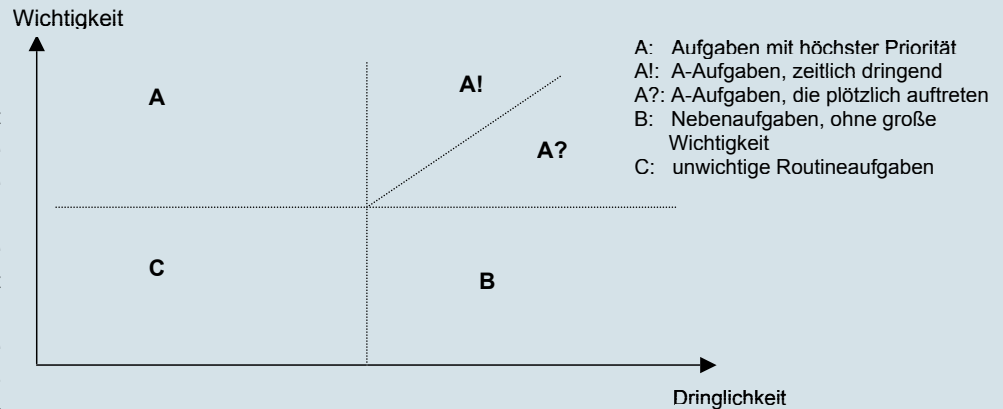 Wichtigkeit
A
A!
A?
C
B
Dringlichkeit
A: Aufgaben mit höchster Priorität
A!: A-Aufgaben, zeitlich dringend
A?: A-Aufgaben, die plötzlich auftreten
B: Nebenaufgaben, ohne große
Wichtigkeit
C: unwichtige Routineaufgaben